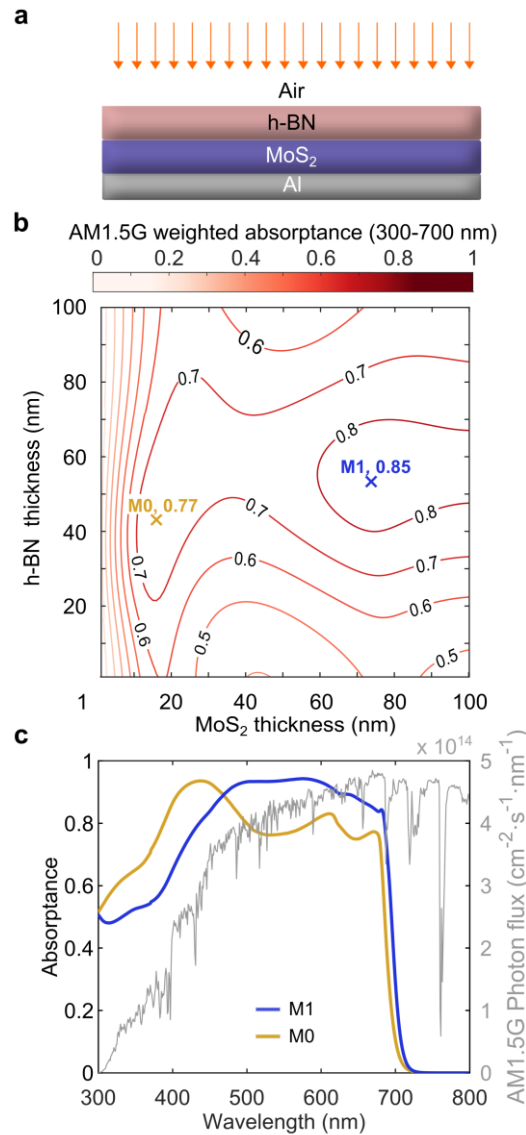 a
Air
h-BN
MoS₂
Al
b
AM1.5G weighted absorptance (300-700 nm)
0 0.2 0.4 0.6 0.8 1
h-BN thickness (nm)
100
80
60
40
20
1
0.6
0.7
0.7
0.8
M1, 0.85
M0, 0.77
0.8
0.7
0.7
0.7
0.6
0.6
0.6
0.5
0.5
20 40 60 80 100
MoS₂ thickness (nm)
c
Absorptance
1
0.8
0.6
0.4
0.2
0
M1
M0
x 10¹⁴
5
4
3
2
1
0
AM1.5G Photon flux (cm⁻²·s⁻¹·nm⁻¹)
300 400 500 600 700 800
Wavelength (nm)